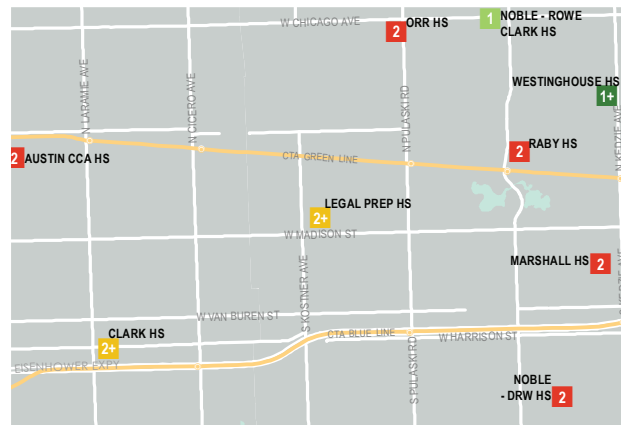 W CHICAGO AVE
2
ORR HS
1
NOBLE - ROWE
CLARK HS
N LARAMIE AVE
N CICERO AVE
N PULASKI RD
WESTINGHOUSE HS
1+
N KEDZIE AVE
2
AUSTIN CCA HS
CTA GREEN LINE
2
RABY HS
LEGAL PREP HS
2+
W MADISON ST
S KOSTNER AVE
MARSHALL HS
2
W VAN BUREN ST
CLARK HS
2+
CTA BLUE LINE
W HARRISON ST
EISENHOWER EXPY
S PULASKI RD
NOBLE
- DRW HS
2